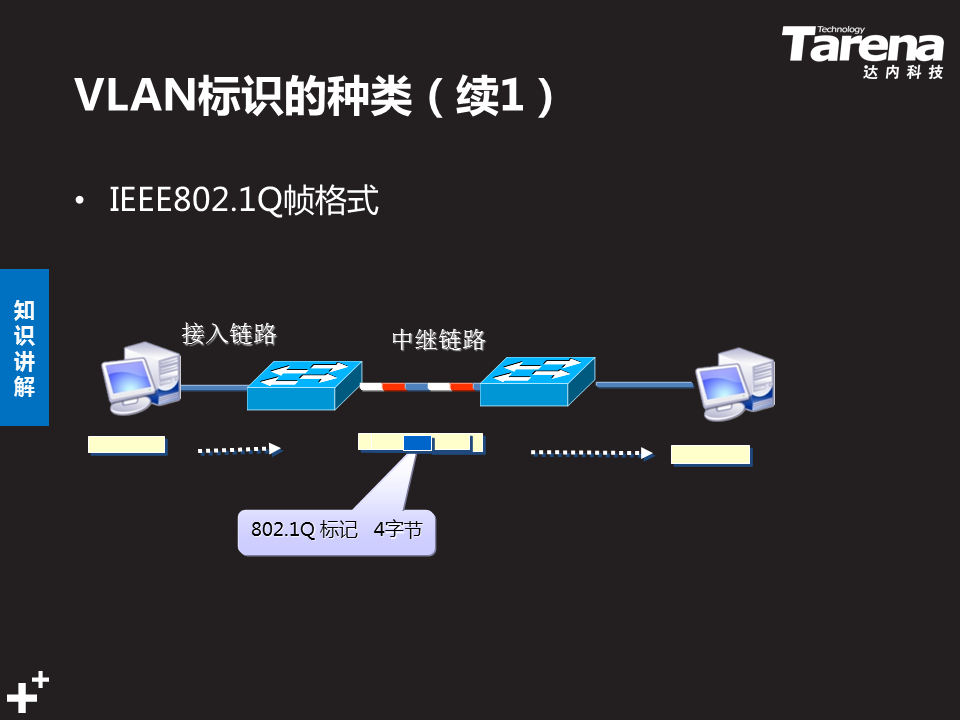 Technology
Tarena
达内科技
VLAN标识的种类（续1）
• IEEE802.1Q帧格式
知识讲解
接入链路
中继链路
802.1Q 标记 4字节